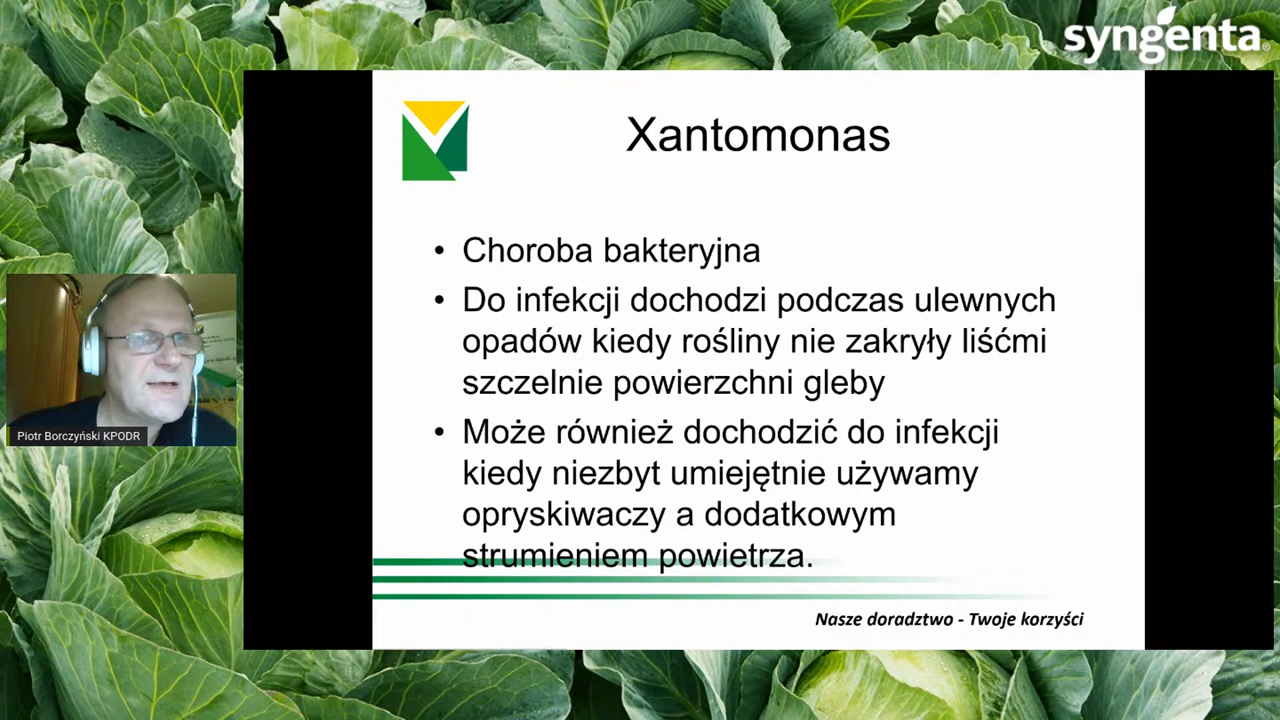 syngenta
Xantomonas
• Choroba bakteryjna
• Do infekcji dochodzi podczas ulewnych
opadów kiedy rośliny nie zakryły liśćmi
szczelnie powierzchni gleby
• Może również dochodzić do infekcji
kiedy niezbyt umiejętnie używamy
opryskiwaczy a dodatkowym
strumieniem powietrza.
Nasze doradztwo - Twoje korzyści
Piotr Borczyński KPODR